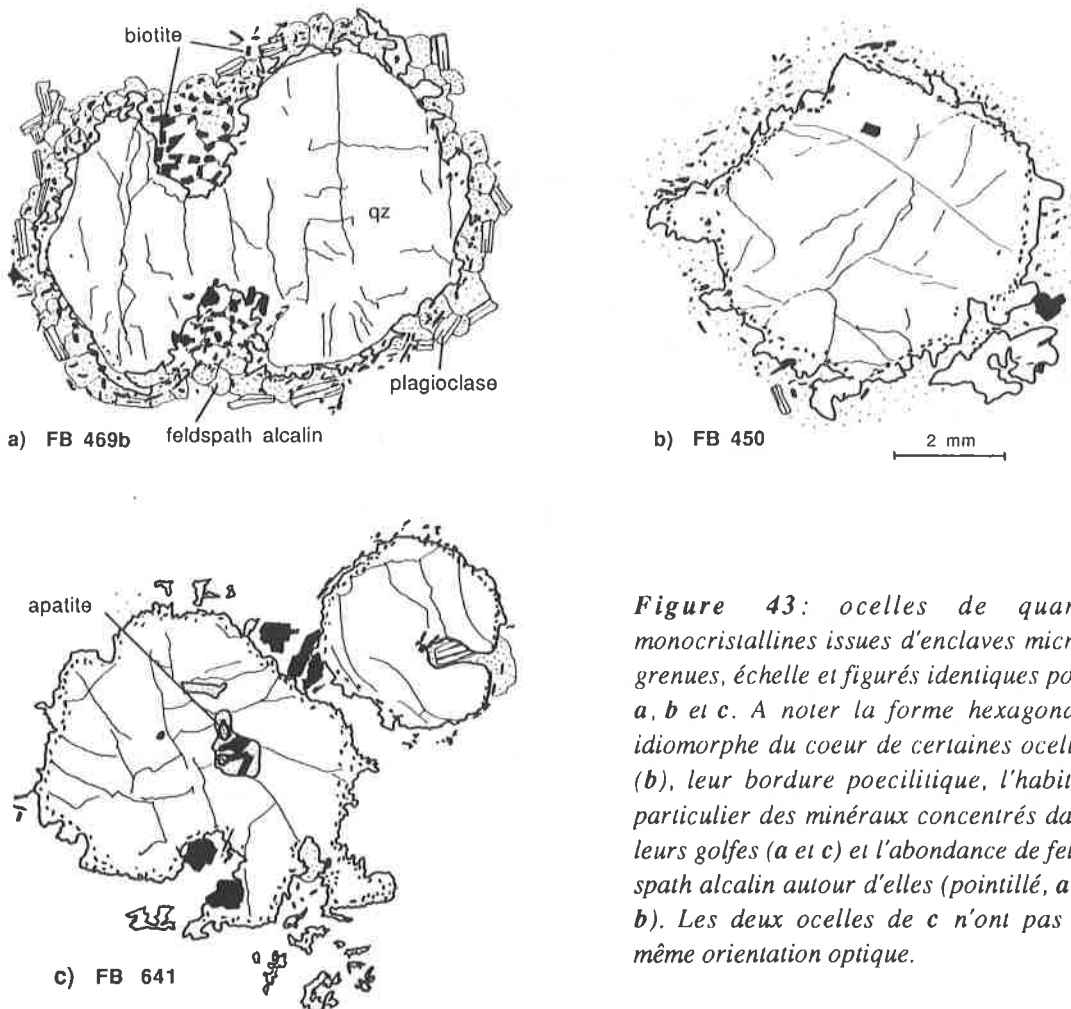 biotite
qz
plagioclase
feldspath alcalin
a) FB 469b
b) FB 450
2 mm
apatite
c) FB 641
Figure 43: ocelles de quar
monocristallines issues d'enclaves micr
grenues, échelle et figurés identiques po
a, b et c. A noter la forme hexagona
idiomorphe du coeur de certaines ocell
(b), leur bordure poecilitique, l'habit
particulier des minéraux concentrés da
leurs golfes (a et c) et l'abondance de fel
spath alcalin autour d'elles (pointillé, a
b). Les deux ocelles de c n'ont pas
même orientation optique.